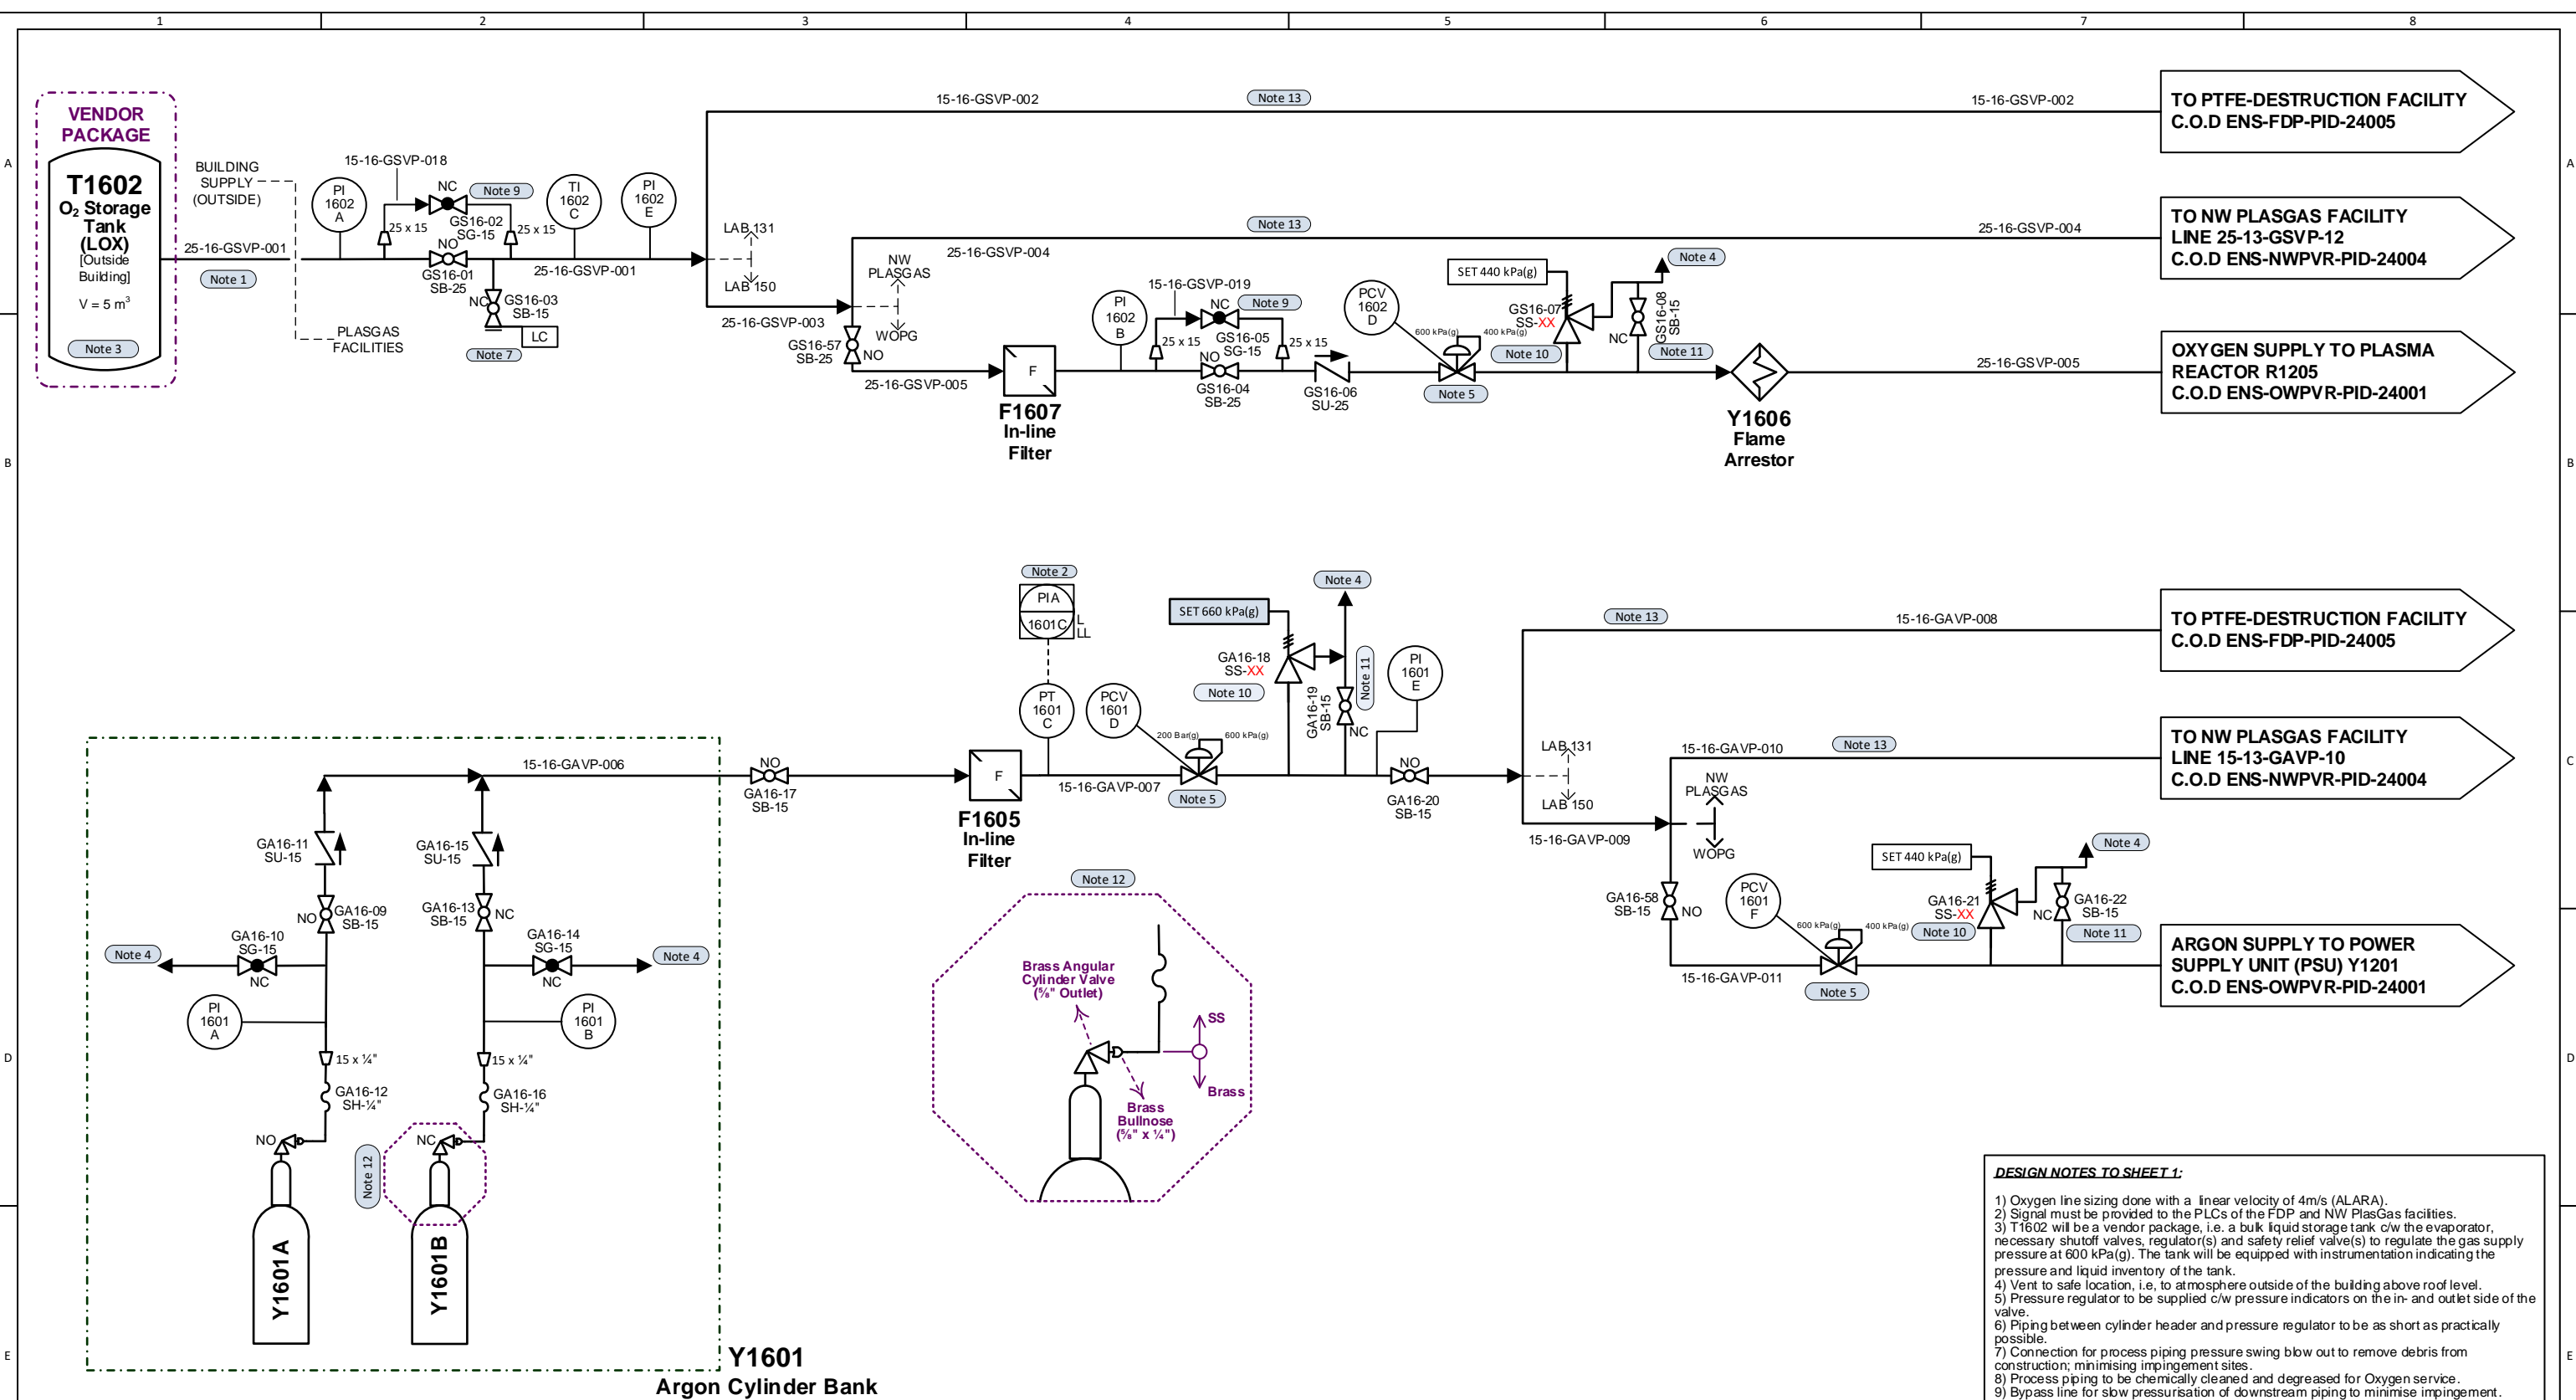 1 2 3 4 5 6 7 8
A
B
C
D
E
A
B
C
D
E
VENDOR
PACKAGE
T1602
O₂ Storage
Tank
(LOX)
[Outside
Building]
V = 5 m³
Note 3
25-16-GSVP-001
Note 1
BUILDING
SUPPLY
(OUTSIDE)
PLASGAS
FACILITIES
PI
1602
A
15-16-GSVP-018
25 x 15
NC
Note 9
GS16-02
SG-15
25 x 15
NO
GS16-01
SB-25
NC
GS16-03
SB-15
LC
Note 7
TI
1602
C
25-16-GSVP-001
PI
1602
E
LAB 131
LAB 150
15-16-GSVP-002
Note 13
15-16-GSVP-002
TO PTFE-DESTRUCTION FACILITY
C.O.D ENS-FDP-PID-24005
25-16-GSVP-003
25-16-GSVP-004
Note 13
25-16-GSVP-004
TO NW PLASGAS FACILITY
LINE 25-13-GSVP-12
C.O.D ENS-NWPVR-PID-24004
NW
PLASGAS
WOPG
GS16-57
SB-25
NO
25-16-GSVP-005
F
F1607
In-line
Filter
PI
1602
B
15-16-GSVP-019
NC
Note 9
GS16-05
SG-15
25 x 15
25 x 15
NO
GS16-04
SB-25
GS16-06
SU-25
PCV
1602
D
600 kPa(g)
400 kPa(g)
Note 5
SET 440 kPa(g)
GS16-07
SS-XX
Note 10
Note 4
GS16-08
SB-15
NC
Note 11
Y1606
Flame
Arrestor
25-16-GSVP-005
OXYGEN SUPPLY TO PLASMA
REACTOR R1205
C.O.D ENS-OWPVR-PID-24001
15-16-GAVP-006
GA16-11
SU-15
GA16-15
SU-15
NO
GA16-09
SB-15
GA16-13
SB-15
NC
Note 4
GA16-10
SG-15
NC
GA16-14
SG-15
NC
Note 4
PI
1601
A
PI
1601
B
15 x ¼"
15 x ¼"
GA16-12
SH-¼"
GA16-16
SH-¼"
NO
NC
Note 12
Y1601A
Y1601B
Y1601
Argon Cylinder Bank
NO
GA16-17
SB-15
F
F1605
In-line
Filter
Note 2
PIA
1601C
L
LL
PT
1601
C
15-16-GAVP-007
PCV
1601
D
200 Bar(g)
600 kPa(g)
Note 5
SET 660 kPa(g)
GA16-18
SS-XX
Note 10
Note 4
Note 11
GA16-19
SB-15
NC
PI
1601
E
NO
GA16-20
SB-15
LAB 131
LAB 150
Note 13
15-16-GAVP-008
TO PTFE-DESTRUCTION FACILITY
C.O.D ENS-FDP-PID-24005
15-16-GAVP-009
15-16-GAVP-010
Note 13
TO NW PLASGAS FACILITY
LINE 15-13-GAVP-10
C.O.D ENS-NWPVR-PID-24004
NW
PLASGAS
WOPG
GA16-58
SB-15
NO
15-16-GAVP-011
PCV
1601
F
600 kPa(g)
400 kPa(g)
Note 5
SET 440 kPa(g)
GA16-21
SS-XX
Note 10
Note 4
GA16-22
SB-15
NC
Note 11
ARGON SUPPLY TO POWER
SUPPLY UNIT (PSU) Y1201
C.O.D ENS-OWPVR-PID-24001
Note 12
Brass Angular
Cylinder Valve
(⅝" Outlet)
SS
Brass
Brass
Bullnose
(⅝" x ¼")
DESIGN NOTES TO SHEET 1:
1) Oxygen line sizing done with a linear velocity of 4m/s (ALARA).
2) Signal must be provided to the PLCs of the FDP and NW PlasGas facilities.
3) T1602 will be a vendor package, i.e. a bulk liquid storage tank c/w the evaporator,
necessary shutoff valves, regulator(s) and safety relief valve(s) to regulate the gas supply
pressure at 600 kPa(g). The tank will be equipped with instrumentation indicating the
pressure and liquid inventory of the tank.
4) Vent to safe location, i.e, to atmosphere outside of the building above roof level.
5) Pressure regulator to be supplied c/w pressure indicators on the in- and outlet side of the
valve.
6) Piping between cylinder header and pressure regulator to be as short as practically
possible.
7) Connection for process piping pressure swing blow out to remove debris from
construction; minimising impingement sites.
8) Process piping to be chemically cleaned and degreased for Oxygen service.
9) Bypass line for slow pressurisation of downstream piping to minimise impingement.